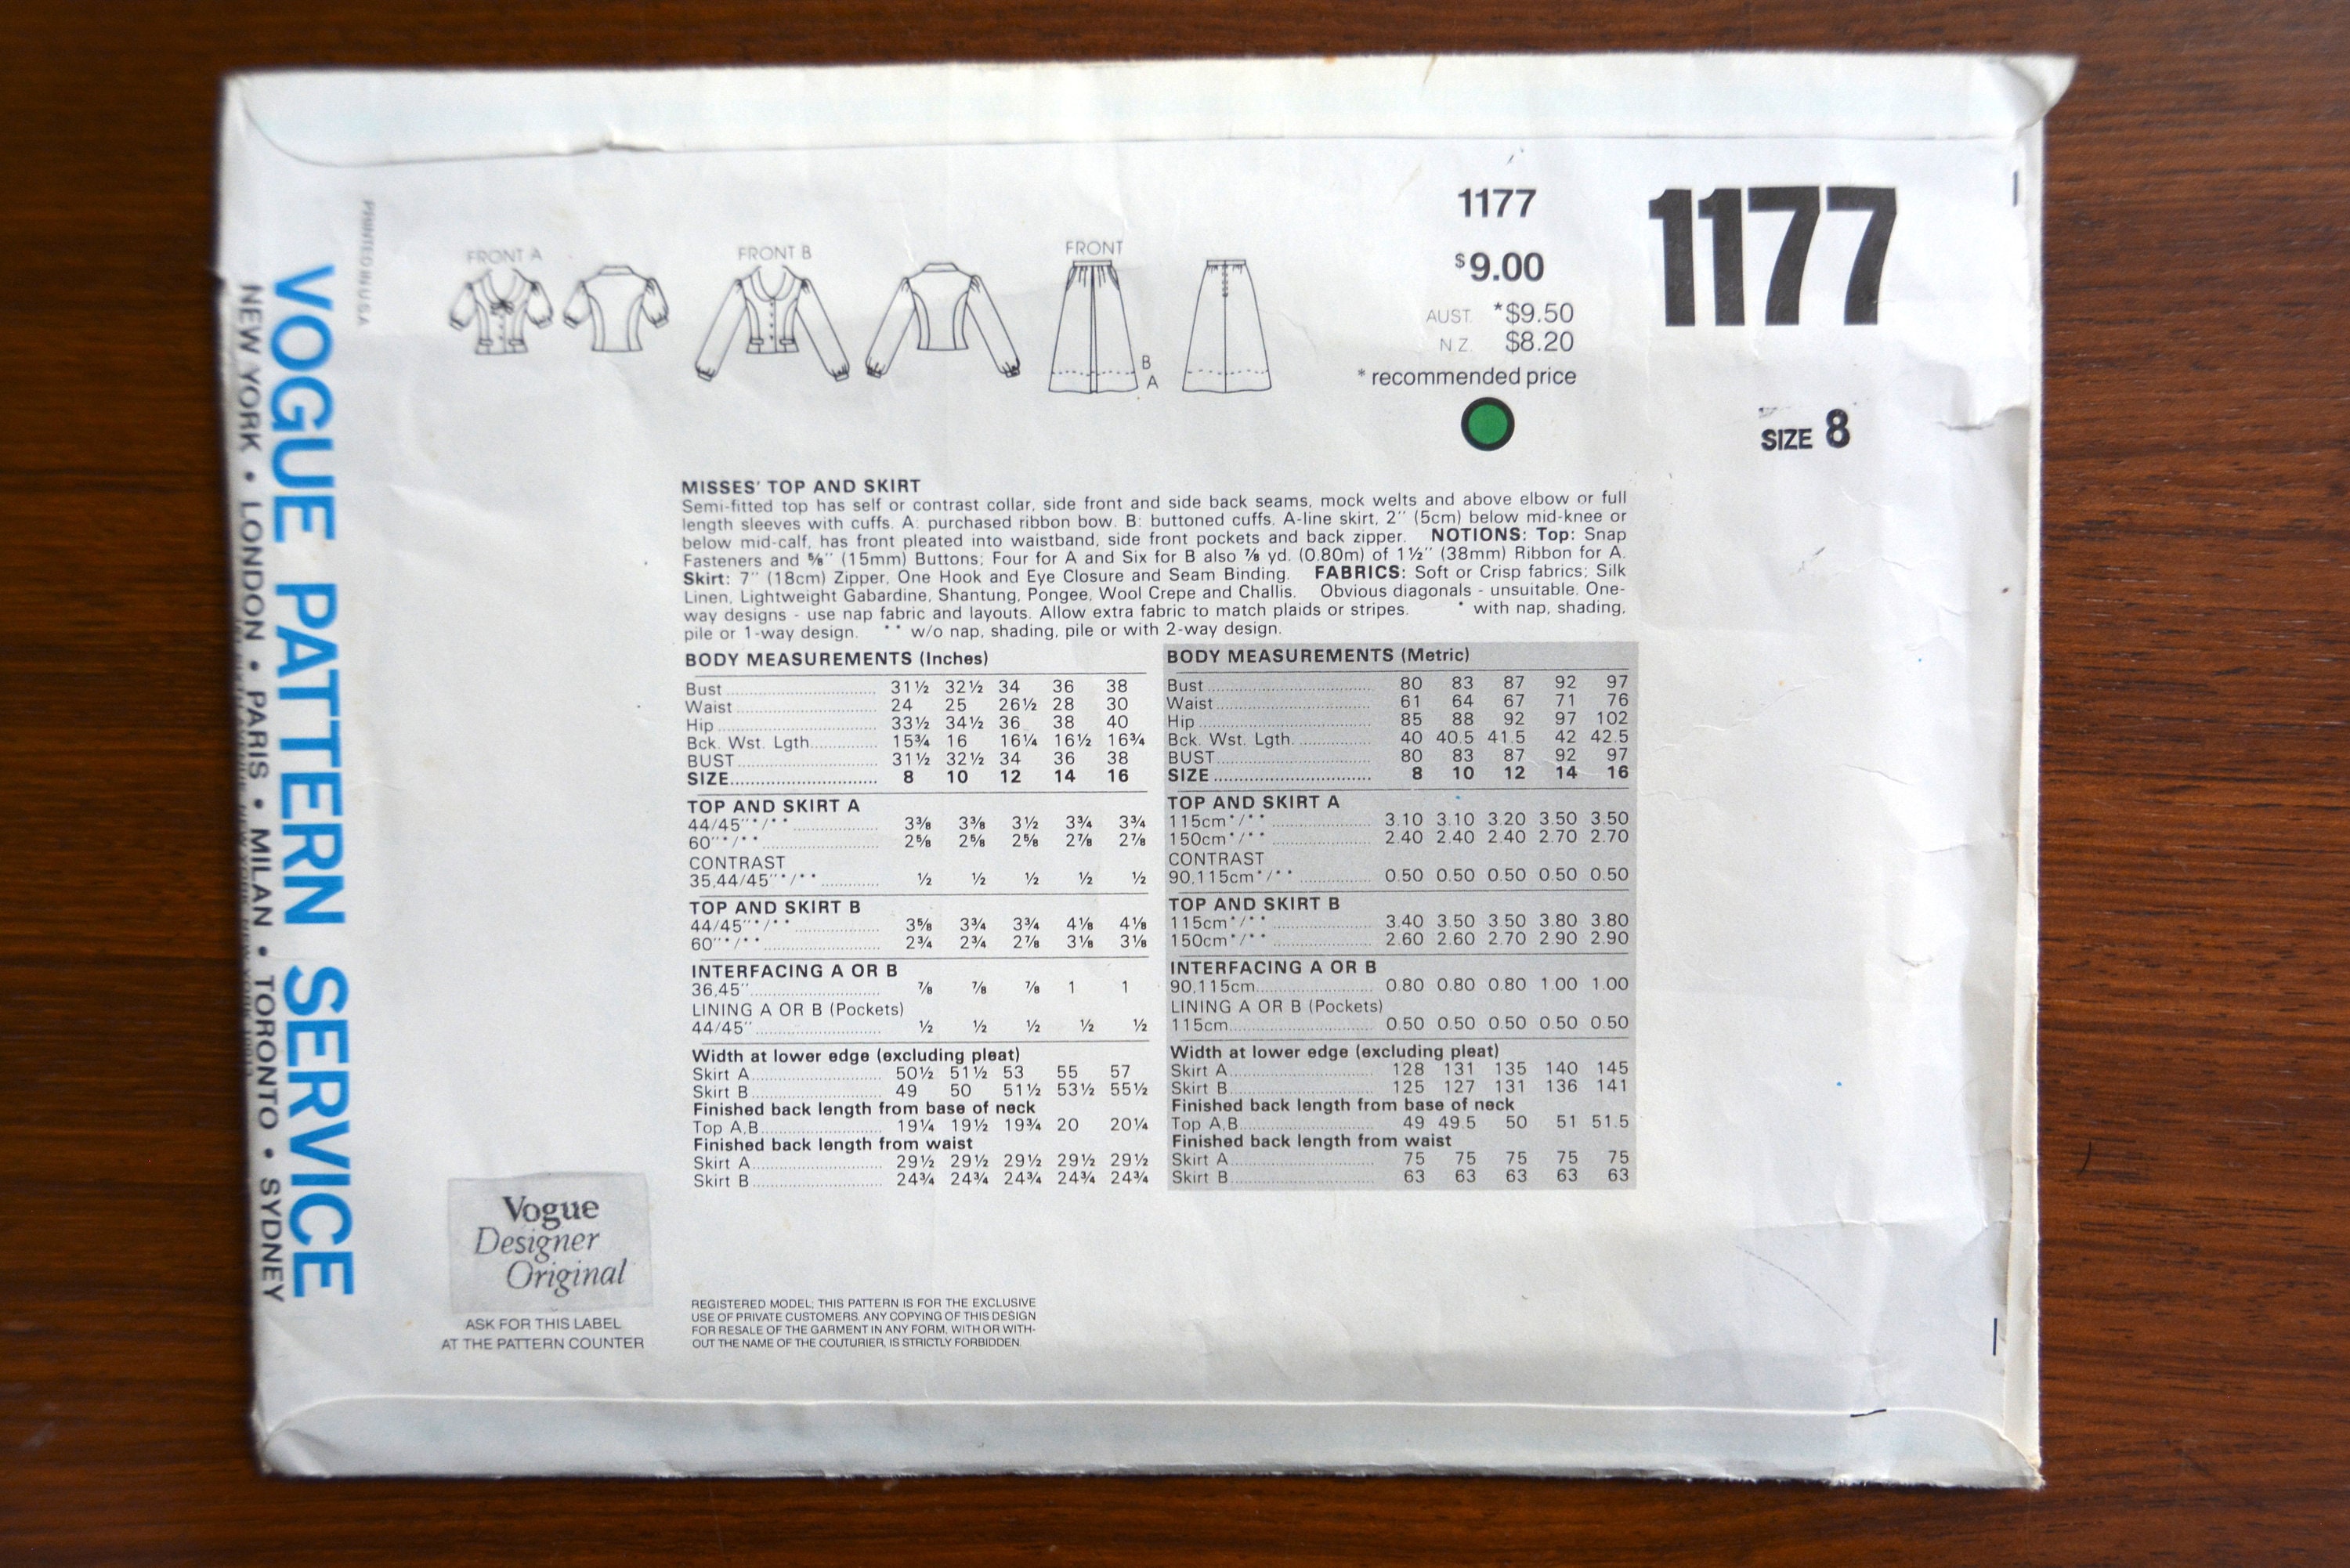 PRINTED IN U.S.A.
VOGUE PATTERN SERVICE
NEW YORK • LONDON • PARIS • MILAN • TORONTO • SYDNEY
FRONT A
FRONT B
FRONT
B
A
1177
$9.00
AUST. *$9.50
N.Z. $8.20
* recommended price
1177
SIZE 8
MISSES' TOP AND SKIRT
Semi-fitted top has self or contrast collar, side front and side back seams, mock welts and above elbow or full
length sleeves with cuffs. A: purchased ribbon bow. B: buttoned cuffs. A-line skirt, 2'' (5cm) below mid-knee or
below mid-calf, has front pleated into waistband, side front pockets and back zipper. NOTIONS: Top: Snap
Fasteners and ⅝'' (15mm) Buttons; Four for A and Six for B also ⅞ yd. (0.80m) of 1½'' (38mm) Ribbon for A.
Skirt: 7'' (18cm) Zipper, One Hook and Eye Closure and Seam Binding. FABRICS: Soft or Crisp fabrics; Silk
Linen, Lightweight Gabardine, Shantung, Pongee, Wool Crepe and Challis. Obvious diagonals - unsuitable. One-
way designs - use nap fabric and layouts. Allow extra fabric to match plaids or stripes. * with nap, shading,
pile or 1-way design. ** w/o nap, shading, pile or with 2-way design.
BODY MEASUREMENTS (Inches)
Bust 31½ 32½ 34 36 38
Waist 24 25 26½ 28 30
Hip 33½ 34½ 36 38 40
Bck. Wst. Lgth. 15¾ 16 16¼ 16½ 16¾
BUST 31½ 32½ 34 36 38
SIZE 8 10 12 14 16
TOP AND SKIRT A
44/45''*/** 3⅜ 3⅜ 3½ 3¾ 3¾
60''*/** 2⅝ 2⅝ 2⅝ 2⅞ 2⅞
CONTRAST
35,44/45''*/** ½ ½ ½ ½ ½
TOP AND SKIRT B
44/45''*/** 3⅝ 3¾ 3¾ 4⅛ 4⅛
60''*/** 2¾ 2¾ 2⅞ 3⅛ 3⅛
INTERFACING A OR B
36,45'' ⅞ ⅞ ⅞ 1 1
LINING A OR B (Pockets)
44/45'' ½ ½ ½ ½ ½
Width at lower edge (excluding pleat)
Skirt A 50½ 51½ 53 55 57
Skirt B 49 50 51½ 53½ 55½
Finished back length from base of neck
Top A,B 19¼ 19½ 19¾ 20 20¼
Finished back length from waist
Skirt A 29½ 29½ 29½ 29½ 29½
Skirt B 24¾ 24¾ 24¾ 24¾ 24¾
BODY MEASUREMENTS (Metric)
Bust 80 83 87 92 97
Waist 61 64 67 71 76
Hip 85 88 92 97 102
Bck. Wst. Lgth. 40 40.5 41.5 42 42.5
BUST 80 83 87 92 97
SIZE 8 10 12 14 16
TOP AND SKIRT A
115cm*/** 3.10 3.10 3.20 3.50 3.50
150cm*/** 2.40 2.40 2.40 2.70 2.70
CONTRAST
90,115cm*/** 0.50 0.50 0.50 0.50 0.50
TOP AND SKIRT B
115cm*/** 3.40 3.50 3.50 3.80 3.80
150cm*/** 2.60 2.60 2.70 2.90 2.90
INTERFACING A OR B
90,115cm 0.80 0.80 0.80 1.00 1.00
LINING A OR B (Pockets)
115cm 0.50 0.50 0.50 0.50 0.50
Width at lower edge (excluding pleat)
Skirt A 128 131 135 140 145
Skirt B 125 127 131 136 141
Finished back length from base of neck
Top A,B 49 49.5 50 51 51.5
Finished back length from waist
Skirt A 75 75 75 75 75
Skirt B 63 63 63 63 63
Vogue
Designer
Original
ASK FOR THIS LABEL
AT THE PATTERN COUNTER
REGISTERED MODEL; THIS PATTERN IS FOR THE EXCLUSIVE
USE OF PRIVATE CUSTOMERS. ANY COPYING OF THIS DESIGN
FOR RESALE OF THE GARMENT IN ANY FORM, WITH OR WITH-
OUT THE NAME OF THE COUTURIER, IS STRICTLY FORBIDDEN.